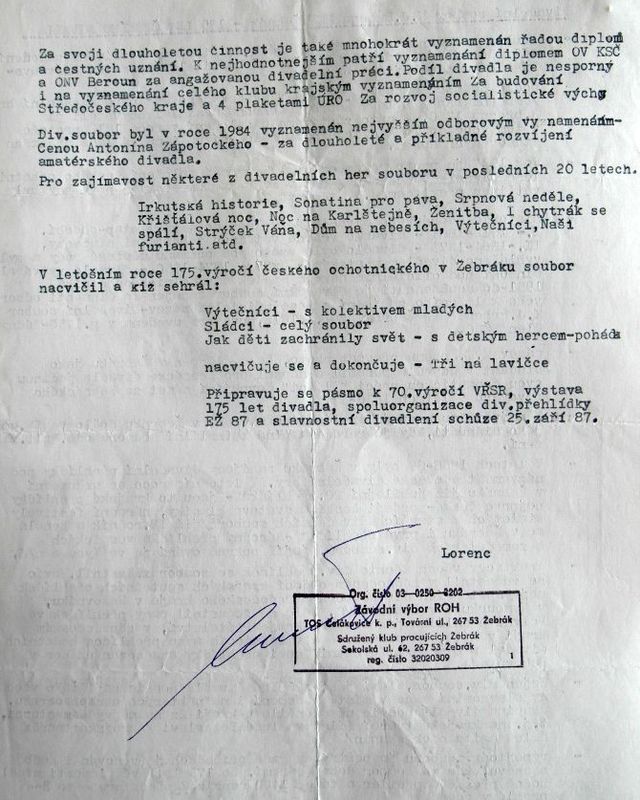 Za svoji dlouholetou činnost je také mnohokrát vyznamenán řadou diplomů
a čestných uznání. K nejhodnotnejším patří vyznamenání diplomem OV KSČ
a ONV Beroun za angažovanou divadelní práci.Podíl divadla je nesporný
i na vyznamenání celého klubu krajským vyznamenáním Za budování
Středočeského kraje a 4 plaketami ÚRO Za rozvoj socialistické vých
Div.soubor byl v roce 1984 vyznamenán nejvyšším odborovým vy namenáním-
Cenou Antonína Zápotockého - za dlouholeté a příkladné rozvíjení
amatérského divadla.
Pro zajímavost některé z divadelních her souboru v posledních 20 letech.
Irkutská historie, Sonatina pro páva, Srpnová neděle,
Křišťálová noc, Noc na Karlštejně, Ženitba, I chytrák se
spálí, Strýček Váňa, Dům na nebesích, Výtečníci,Naši
furianti.atd.
V letošním roce 175.výročí českého ochotnického v Žebráku soubor
nacvičil a kiž sehrál:
Výtečníci - s kolektivem mladých
Sládci - celý soubor
Jak děti zachránily svět - s dětským hercem-poháda
nacvičuje se a dokončuje - Tři na lavičce
Připravuje se pásmo k 70.výročí VŘSR, výstava
175 let divadla, spoluorganizace div.přehlídky
EŽ 87 a slavnostní divadlení schůze 25.září 87.
Lorenc
Org. číslo 03-0250-6202
Závodní výbor ROH
TOS Čelákovice k. p., Tovární ul., 267 53 Žebrák
Sdružený klub pracujících Žebrák
Sokolská ul. 62, 267 53 Žebrák
reg. číslo 32020309 1